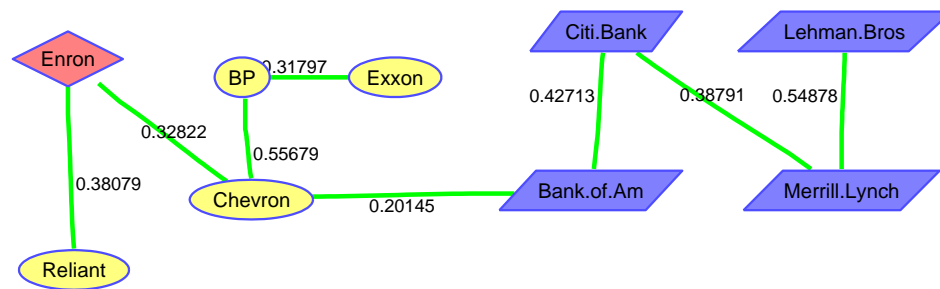 Citi.Bank
Lehman.Bros
Enron
BP
0.31797
Exxon
0.42713
0.38791
0.54878
0.32822
0.55679
0.38079
Chevron
0.20145
Bank.of.Am
Merrill.Lynch
Reliant